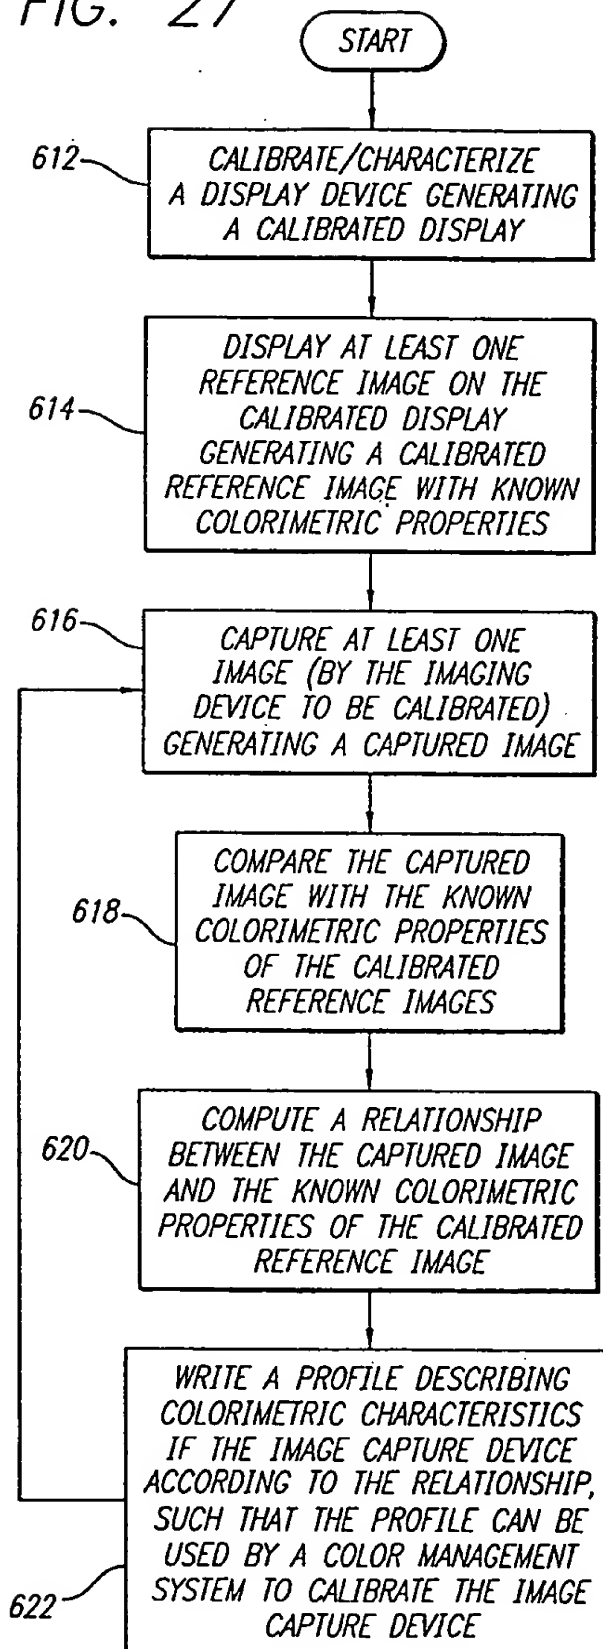 FIG. 27
START
612
CALIBRATE/CHARACTERIZE
A DISPLAY DEVICE GENERATING
A CALIBRATED DISPLAY
614
DISPLAY AT LEAST ONE
REFERENCE IMAGE ON THE
CALIBRATED DISPLAY
GENERATING A CALIBRATED
REFERENCE IMAGE WITH KNOWN
COLORIMETRIC PROPERTIES
616
CAPTURE AT LEAST ONE
IMAGE (BY THE IMAGING
DEVICE TO BE CALIBRATED)
GENERATING A CAPTURED IMAGE
618
COMPARE THE CAPTURED
IMAGE WITH THE KNOWN
COLORIMETRIC PROPERTIES
OF THE CALIBRATED
REFERENCE IMAGES
620
COMPUTE A RELATIONSHIP
BETWEEN THE CAPTURED IMAGE
AND THE KNOWN COLORIMETRIC
PROPERTIES OF THE CALIBRATED
REFERENCE IMAGE
622
WRITE A PROFILE DESCRIBING
COLORIMETRIC CHARACTERISTICS
IF THE IMAGE CAPTURE DEVICE
ACCORDING TO THE RELATIONSHIP,
SUCH THAT THE PROFILE CAN BE
USED BY A COLOR MANAGEMENT
SYSTEM TO CALIBRATE THE IMAGE
CAPTURE DEVICE